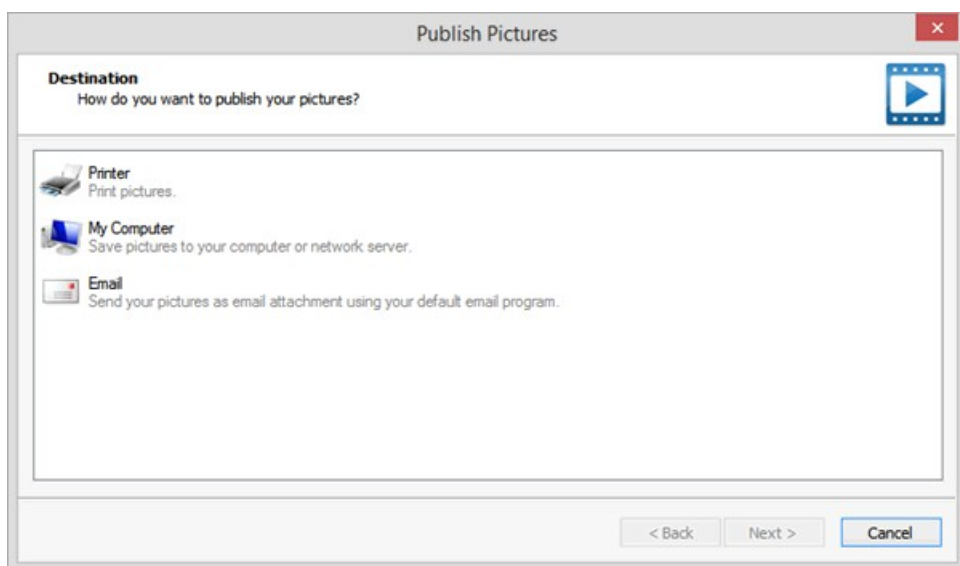 Publish Pictures
Destination
How do you want to publish your pictures?
Printer
Print pictures.
My Computer
Save pictures to your computer or network server.
Email
Send your pictures as email attachment using your default email program.
< Back Next > Cancel